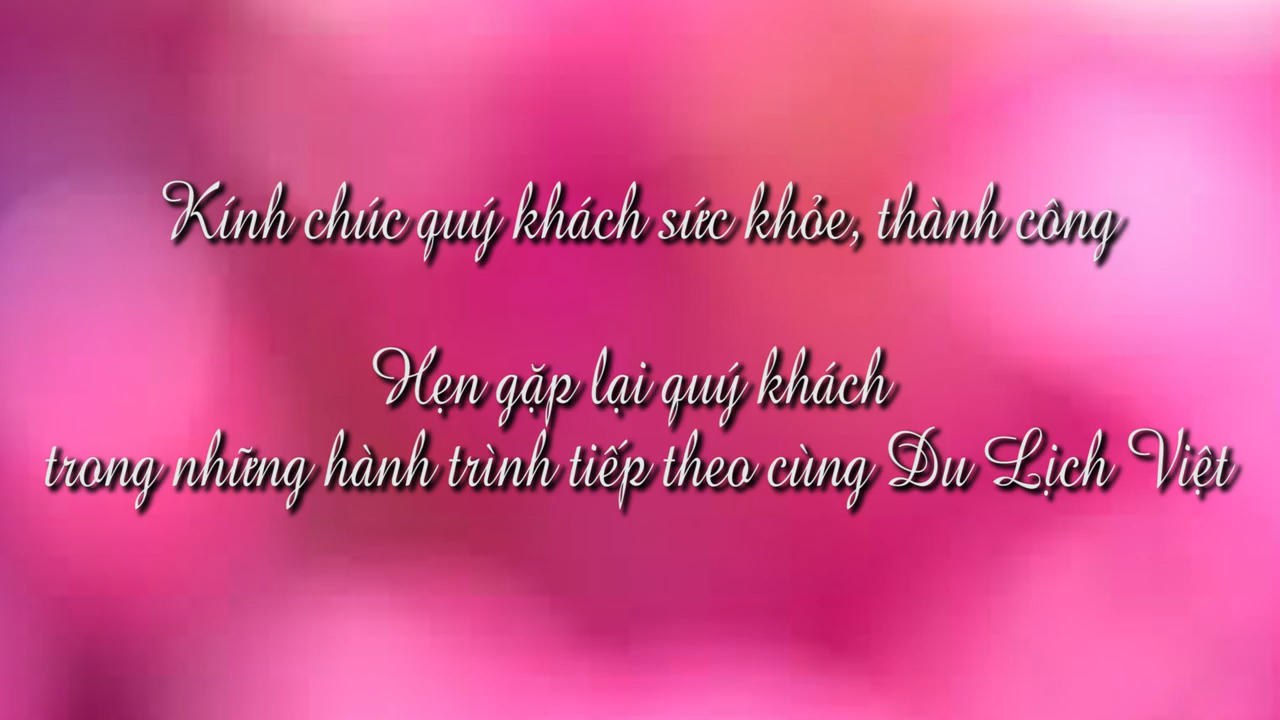 Kính chúc quý khách sức khỏe, thành công
Hẹn gặp lại quý khách
trong những hành trình tiếp theo cùng Du Lịch Việt